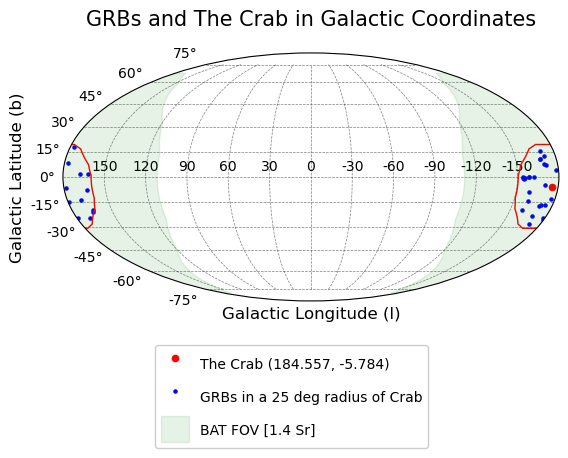 GRBs and The Crab in Galactic Coordinates
Galactic Latitude (b)
75°
60°
45°
30°
15°
0°
-15°
-30°
-45°
-60°
-75°
150 120 90 60 30 0 -30 -60 -90 -120 -150
Galactic Longitude (l)
The Crab (184.557, -5.784)
GRBs in a 25 deg radius of Crab
BAT FOV [1.4 Sr]